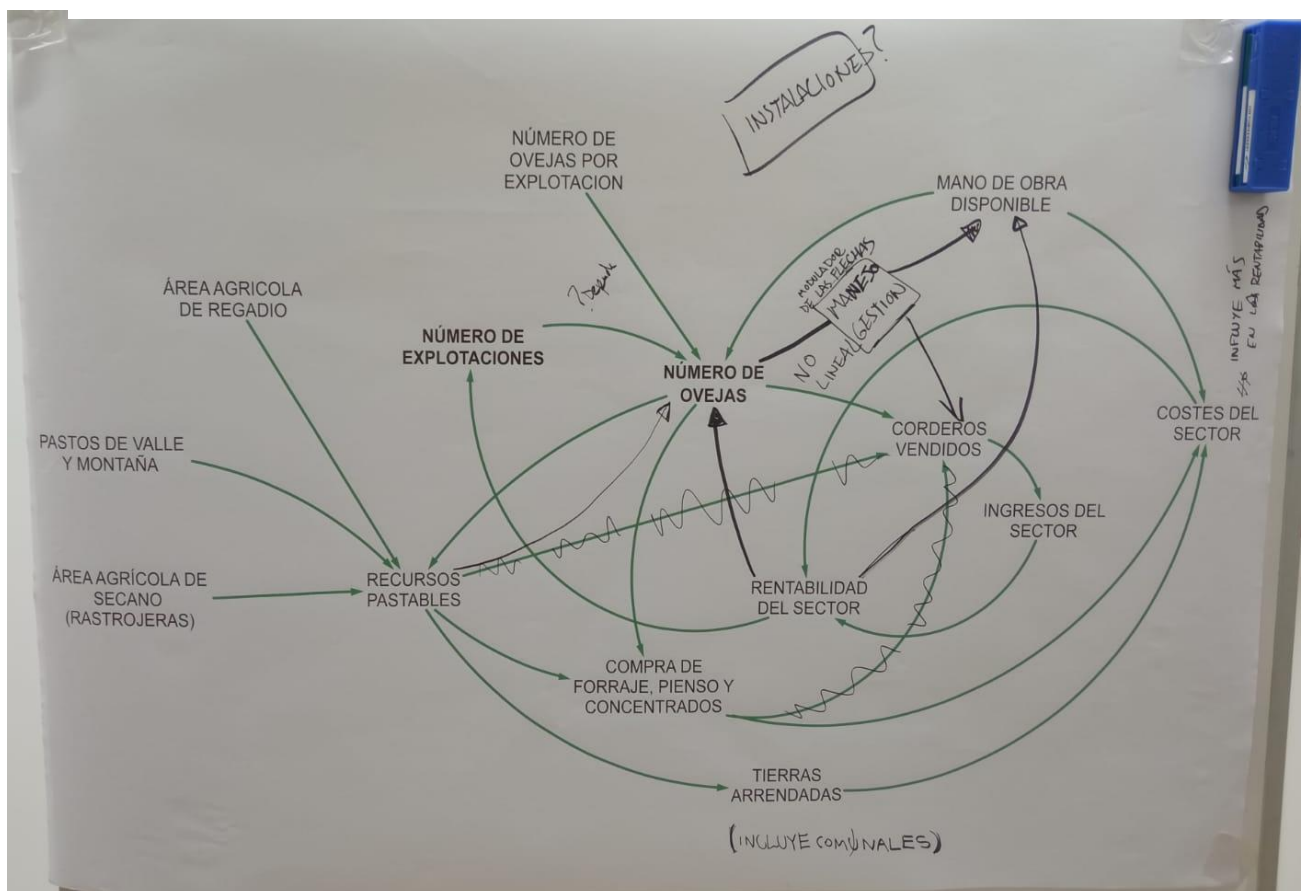 INSTALACIONES?
NÚMERO DE
OVEJAS POR
EXPLOTACION
MANO DE OBRA
DISPONIBLE
INFLUYE MÁS
EN LA RENTABILIDAD
ÁREA AGRICOLA
DE REGADIO
? Depende
MODULADOR
DE LAS FLECHAS
MANEJO
GESTION
NO
LINEAL
NÚMERO DE
EXPLOTACIONES
NÚMERO DE
OVEJAS
COSTES DEL
SECTOR
CORDEROS
VENDIDOS
PASTOS DE VALLE
Y MONTAÑA
INGRESOS DEL
SECTOR
ÁREA AGRÍCOLA DE
SECANO
(RASTROJERAS)
RECURSOS
PASTABLES
RENTABILIDAD
DEL SECTOR
COMPRA DE
FORRAJE, PIENSO Y
CONCENTRADOS
TIERRAS
ARRENDADAS
(INCLUYE COMUNALES)